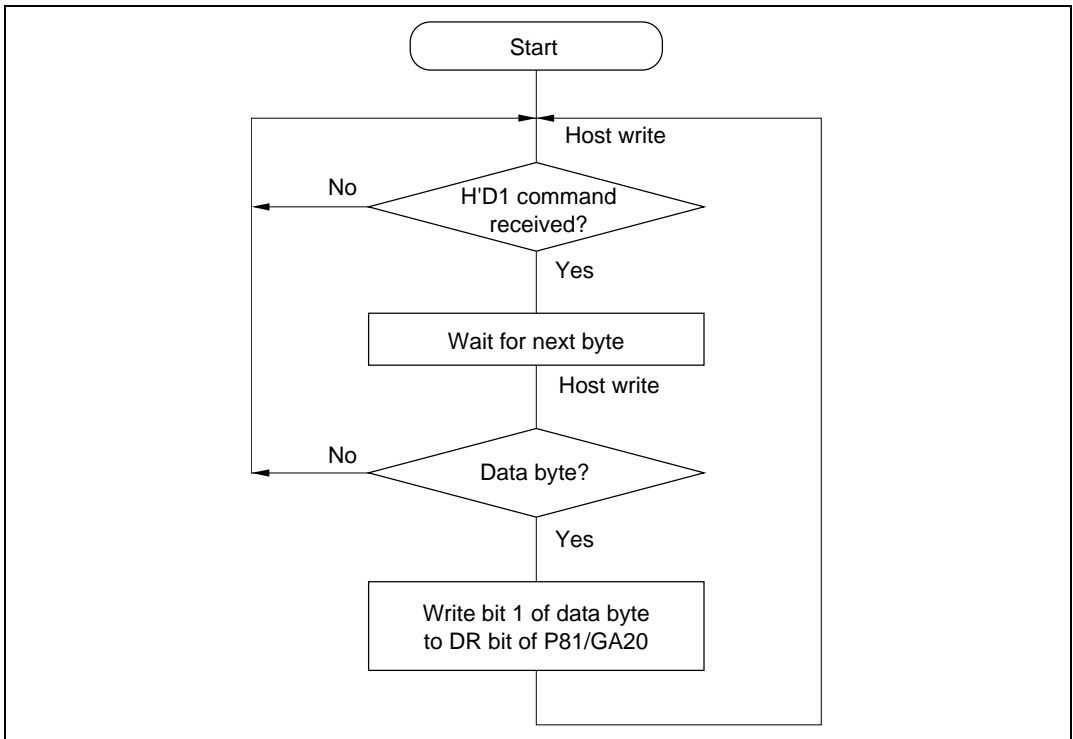 Start
Host write
No
H'D1 command
received?
Yes
Wait for next byte
Host write
No
Data byte?
Yes
Write bit 1 of data byte
to DR bit of P81/GA20